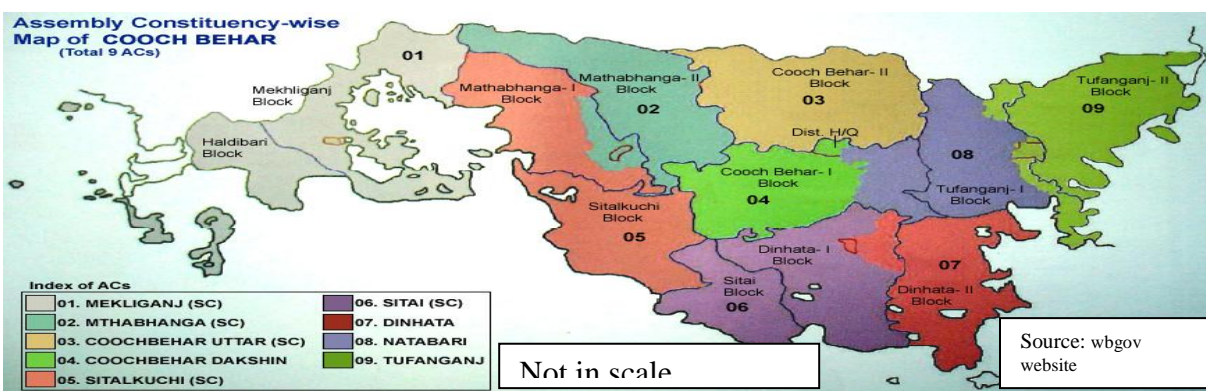 Assembly Constituency-wise
Map of COOCH BEHAR
(Total 9 ACs)
01
Mekhliganj
Block
Haldibari
Block
Mathabhanga- I
Block
Mathabhanga- II
Block
02
Cooch Behar- II
Block
03
Dist. H/Q
Tufanganj- II
Block
09
08
Tufanganj- I
Block
Cooch Behar- I
Block
04
Sitalkuchi
Block
05
Dinhata- I
Block
Sitai
Block
06
07
Dinhata- II
Block
Index of ACs
01. MEKLIGANJ (SC)
02. MTHABHANGA (SC)
03. COOCHBEHAR UTTAR (SC)
04. COOCHBEHAR DAKSHIN
05. SITALKUCHI (SC)
06. SITAI (SC)
07. DINHATA
08. NATABARI
09. TUFANGANJ
Not in scale
Source: wbgov
website